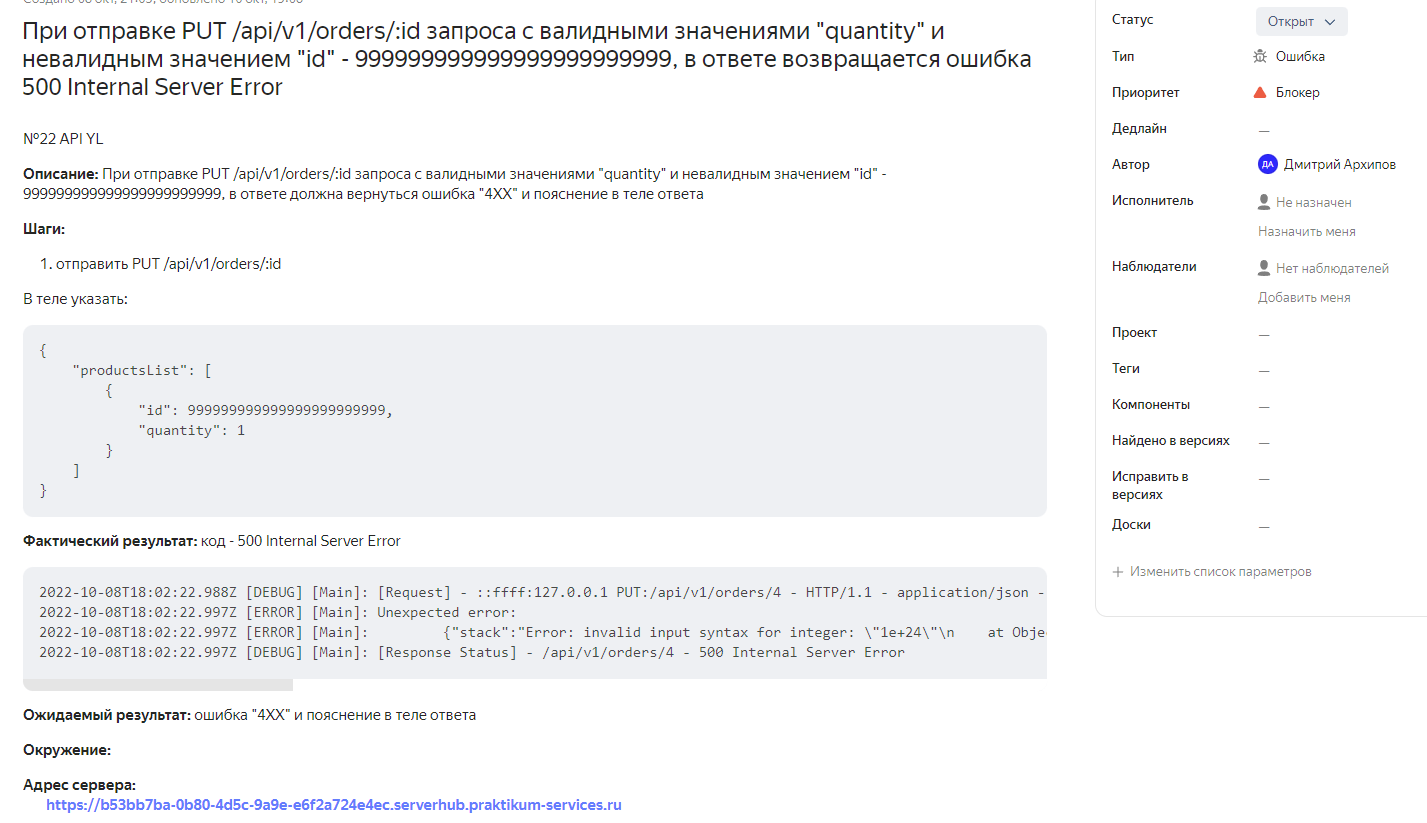 При отправке PUT /api/v1/orders/:id запроса с валидными значениями "quantity" и
невалидным значением "id" - 999999999999999999999999, в ответе возвращается ошибка
500 Internal Server Error
№22 API YL
Описание: При отправке PUT /api/v1/orders/:id запроса с валидными значениями "quantity" и невалидным значением "id" -
999999999999999999999999, в ответе должна вернуться ошибка "4XX" и пояснение в теле ответа
Шаги:
1. отправить PUT /api/v1/orders/:id
В теле указать:
{
"productsList": [
{
"id": 999999999999999999999999,
"quantity": 1
}
]
}
Фактический результат: код - 500 Internal Server Error
2022-10-08T18:02:22.988Z [DEBUG] [Main]: [Request] - ::ffff:127.0.0.1 PUT:/api/v1/orders/4 - HTTP/1.1 - application/json -
2022-10-08T18:02:22.997Z [ERROR] [Main]: Unexpected error:
2022-10-08T18:02:22.997Z [ERROR] [Main]: {"stack":"Error: invalid input syntax for integer: \"1e+24\"\n at Obje
2022-10-08T18:02:22.997Z [DEBUG] [Main]: [Response Status] - /api/v1/orders/4 - 500 Internal Server Error
Ожидаемый результат: ошибка "4XX" и пояснение в теле ответа
Окружение:
Адрес сервера:
https://b53bb7ba-0b80-4d5c-9a9e-e6f2a724e4ec.serverhub.praktikum-services.ru
Статус Открыт
Тип Ошибка
Приоритет Блокер
Дедлайн —
Автор ДА Дмитрий Архипов
Исполнитель Не назначен
Назначить меня
Наблюдатели Нет наблюдателей
Добавить меня
Проект —
Теги —
Компоненты —
Найдено в версиях —
Исправить в —
версиях
Доски —
+ Изменить список параметров